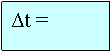 Δt =